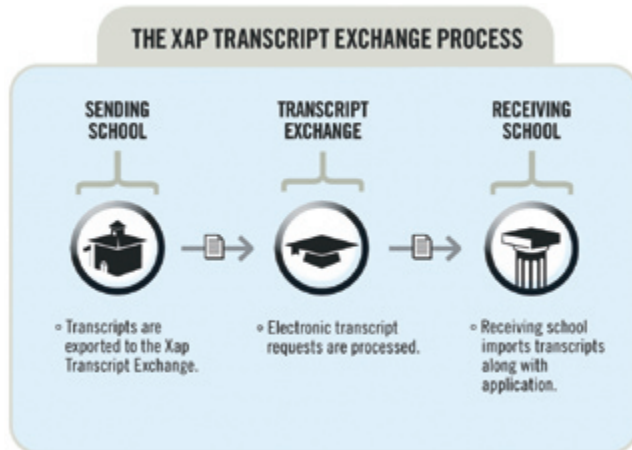 THE XAP TRANSCRIPT EXCHANGE PROCESS
SENDING
SCHOOL
TRANSCRIPT
EXCHANGE
RECEIVING
SCHOOL
◦ Transcripts are
exported to the Xap
Transcript Exchange.
◦ Electronic transcript
requests are processed.
◦ Receiving school
imports transcripts
along with
application.